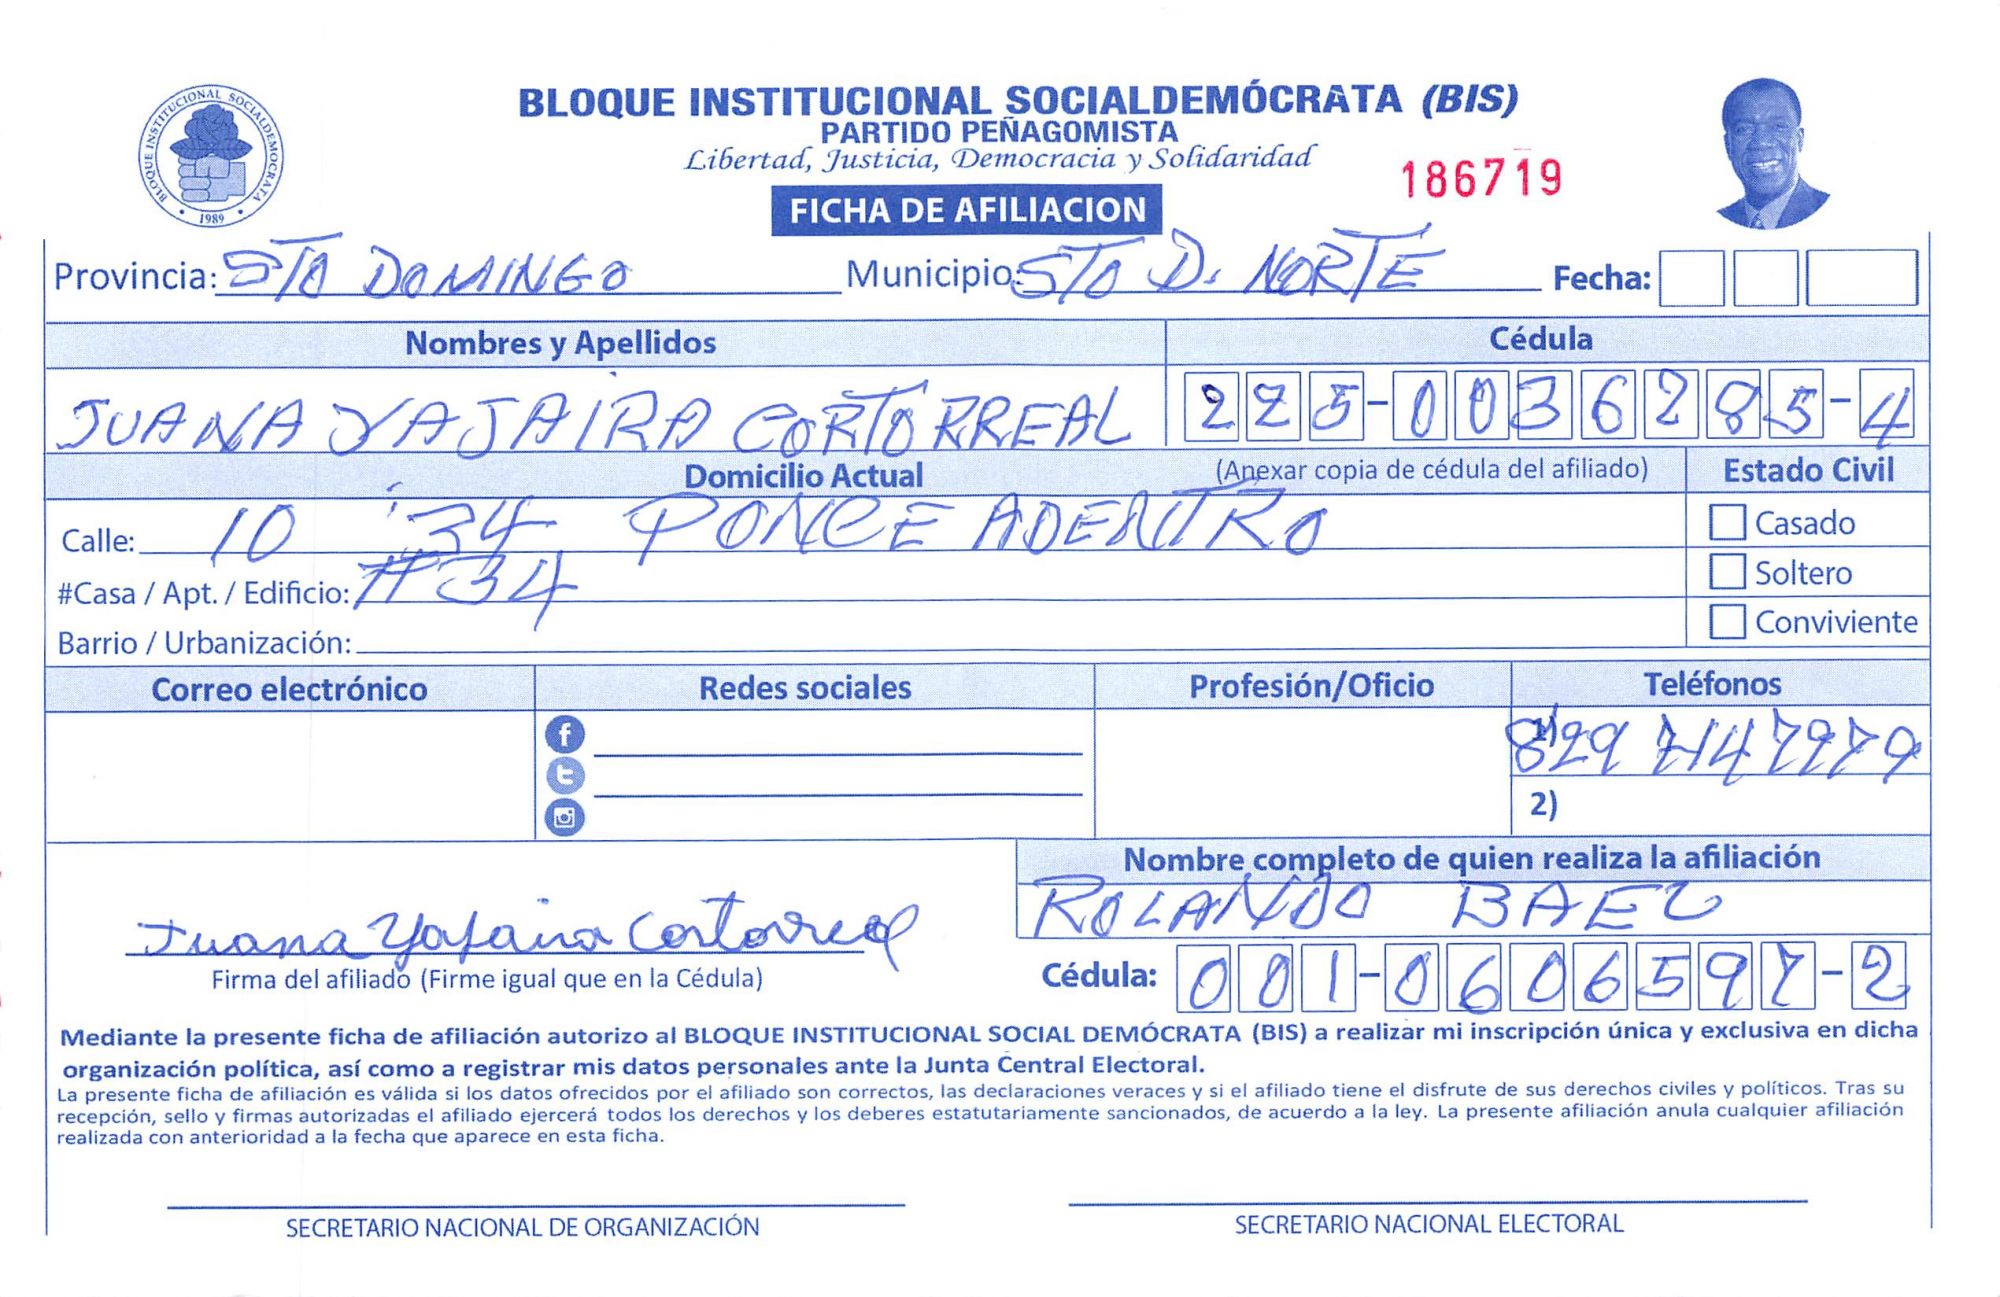 BLOQUE INSTITUCIONAL SOCIALDEMOCRATA
1989
BLOQUE INSTITUCIONAL SOCIALDEMÓCRATA (BIS)
PARTIDO PEÑAGOMISTA
Libertad, Justicia, Democracia y Solidaridad
186719
FICHA DE AFILIACION
Provincia: STO DOMINGO Municipio: STO D. NORTE Fecha:
Nombres y Apellidos Cédula
JUANA YAJAIRA CORTORREAL 225-0036285-4
Domicilio Actual (Anexar copia de cédula del afiliado) Estado Civil
Calle: 10 34 PONCE ADENTRO Casado
#Casa / Apt. / Edificio: #34 Soltero
Barrio / Urbanización: Conviviente
Correo electrónico Redes sociales Profesión/Oficio Teléfonos
1) 829 714 7979
2)
Nombre completo de quien realiza la afiliación
ROLANDO BAEZ
Juana Yajaira Cortorreal
Firma del afiliado (Firme igual que en la Cédula) Cédula: 001-0606597-2
Mediante la presente ficha de afiliación autorizo al BLOQUE INSTITUCIONAL SOCIAL DEMÓCRATA (BIS) a realizar mi inscripción única y exclusiva en dicha
organización política, así como a registrar mis datos personales ante la Junta Central Electoral.
La presente ficha de afiliación es válida si los datos ofrecidos por el afiliado son correctos, las declaraciones veraces y si el afiliado tiene el disfrute de sus derechos civiles y políticos. Tras su
recepción, sello y firmas autorizadas el afiliado ejercerá todos los derechos y los deberes estatutariamente sancionados, de acuerdo a la ley. La presente afiliación anula cualquier afiliación
realizada con anterioridad a la fecha que aparece en esta ficha.
SECRETARIO NACIONAL DE ORGANIZACIÓN SECRETARIO NACIONAL ELECTORAL